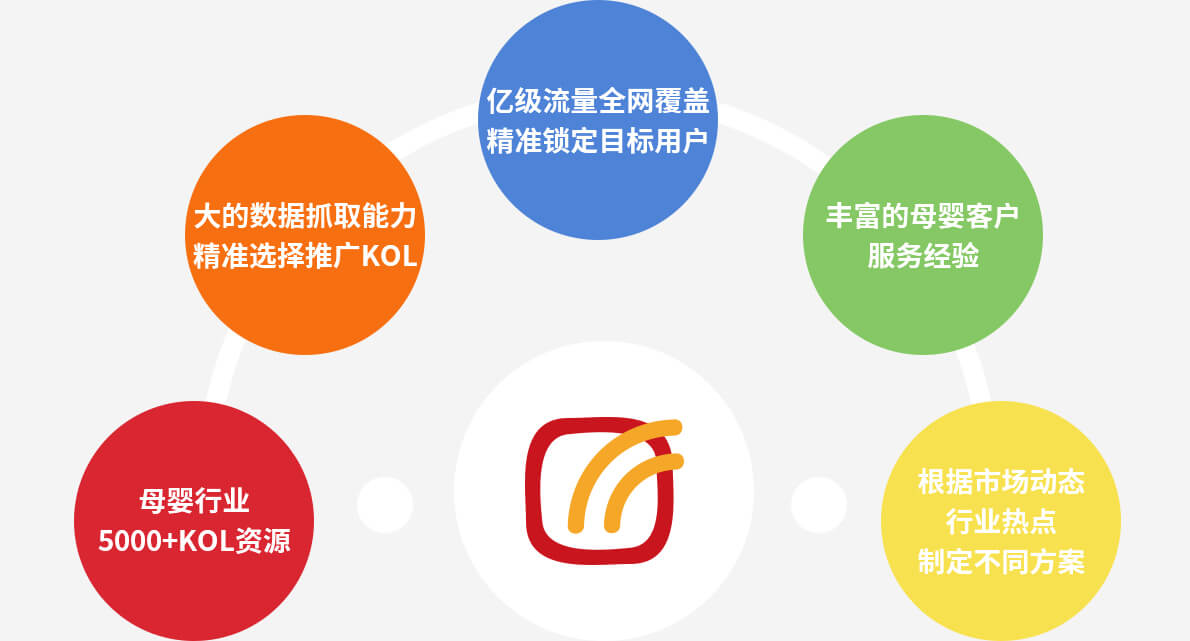 亿级流量全网覆盖
精准锁定目标用户
大的数据抓取能力
精准选择推广KOL
丰富的母婴客户
服务经验
母婴行业
5000+KOL资源
根据市场动态
行业热点
制定不同方案